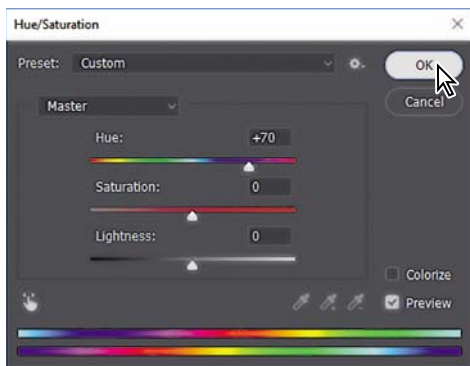 Hue/Saturation
Preset: Custom
OK
Master
Cancel
Hue: +70
Saturation: 0
Lightness: 0
Colorize
Preview